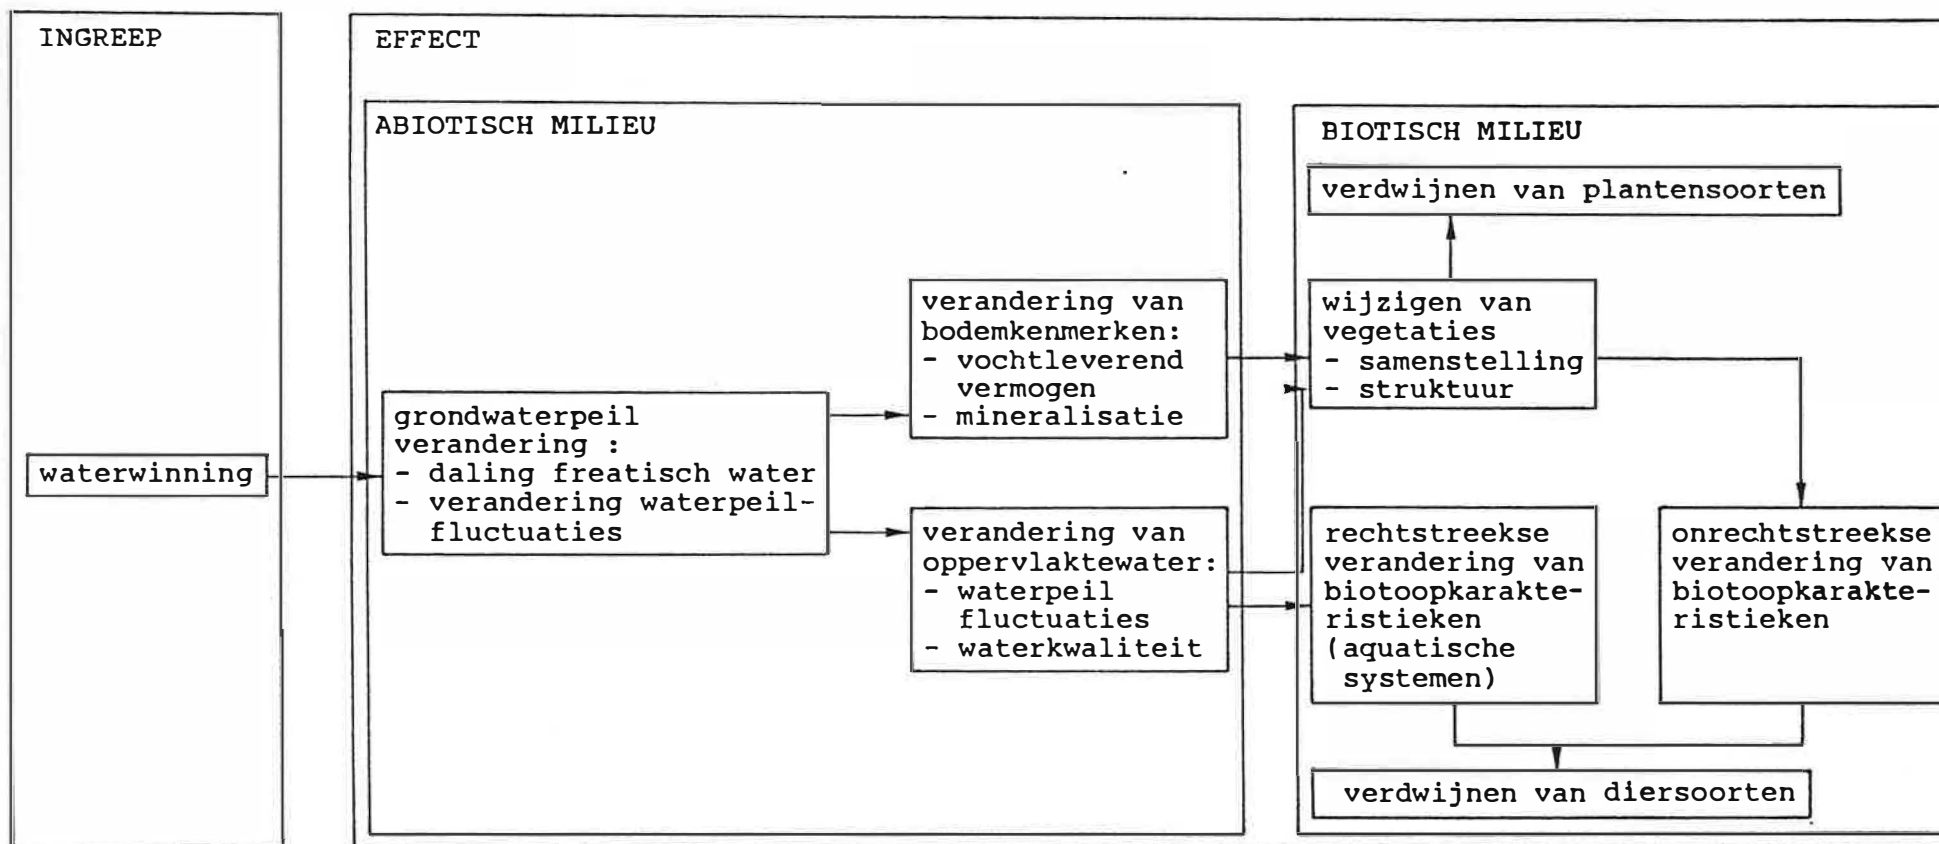 INGREEP
EFFECT
ABIOTISCH MILIEU
BIOTISCH MILIEU
verdwijnen van plantensoorten
verandering van
bodemkenmerken:
- vochtleverend
vermogen
- mineralisatie
wijzigen van
vegetaties
- samenstelling
- struktuur
grondwaterpeil
verandering :
- daling freatisch water
- verandering waterpeil-
fluctuaties
waterwinning
verandering van
oppervlaktewater:
- waterpeil
fluctuaties
- waterkwaliteit
rechtstreekse
verandering van
biotoopkarakte-
ristieken
(aquatische
systemen)
onrechtstreekse
verandering van
biotoopkarakte-
ristieken
verdwijnen van diersoorten